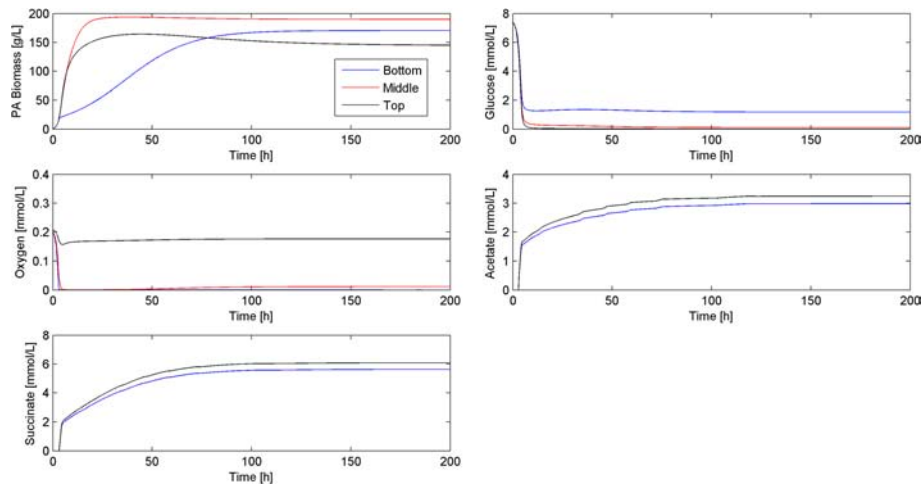 PA Biomass [g/L]
200
150
100
50
0
Bottom
Middle
Top
0 50 100 150 200
Time [h]
Glucose [mmol/L]
8
6
4
2
0
0 50 100 150 200
Time [h]
Oxygen [mmol/L]
0.4
0.3
0.2
0.1
0
0 50 100 150 200
Time [h]
Acetate [mmol/L]
4
3
2
1
0
0 50 100 150 200
Time [h]
Succinate [mmol/L]
8
6
4
2
0
0 50 100 150 200
Time [h]